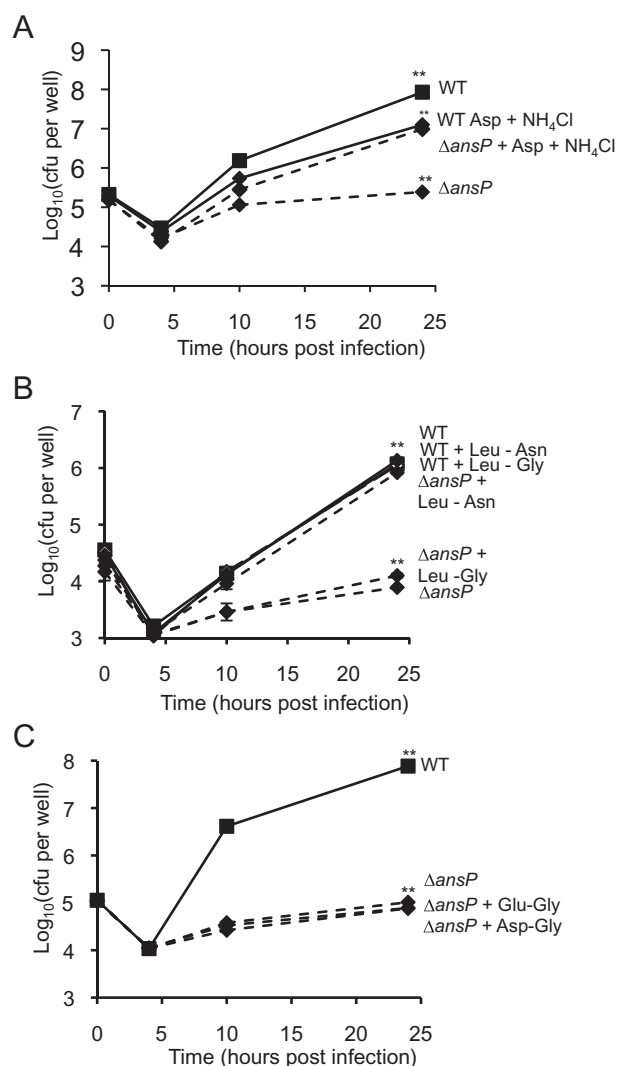 A
9
8
7
6
5
4
3
Log10(cfu per well)
** WT
** WT Asp + NH4Cl
ΔansP + Asp + NH4Cl
** ΔansP
0 5 10 15 20 25
Time (hours post infection)
B
7
6
5
4
3
Log10(cfu per well)
WT
** WT + Leu - Asn
WT + Leu - Gly
ΔansP +
Leu - Asn
** ΔansP +
Leu -Gly
ΔansP
0 5 10 15 20 25
Time (hours post infection)
C
8
7
6
5
4
3
Log10(cfu per well)
** WT
** ΔansP
ΔansP + Glu-Gly
ΔansP + Asp-Gly
0 5 10 15 20 25
Time (hours post infection)